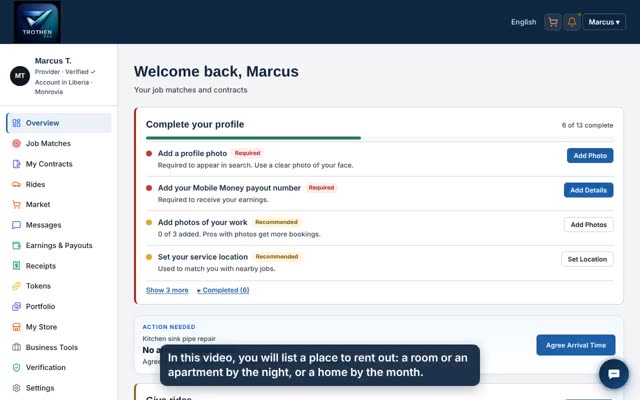 TROTHEN
English
Marcus ▾
MT
Marcus T.
Provider · Verified ✓
Account in Liberia ·
Monrovia
Overview
Job Matches
My Contracts
Rides
Market
Messages
Earnings & Payouts
Receipts
Tokens
Portfolio
My Store
Business Tools
Verification
Settings
Welcome back, Marcus
Your job matches and contracts
Complete your profile
6 of 13 complete
Add a profile photo Required
Required to appear in search. Use a clear photo of your face.
Add Photo
Add your Mobile Money payout number Required
Required to receive your earnings.
Add Details
Add photos of your work Recommended
0 of 3 added. Pros with photos get more bookings.
Add Photos
Set your service location Recommended
Used to match you with nearby jobs.
Set Location
Show 3 more ▸ Completed (6)
ACTION NEEDED
Kitchen sink pipe repair
Agree Arrival Time
In this video, you will list a place to rent out: a room or an
apartment by the night, or a home by the month.
Give rides